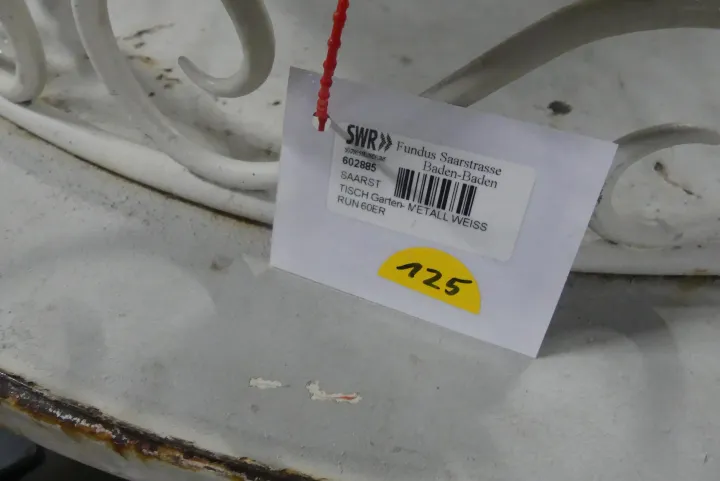 SWR»
Fundus Saarstrasse
Baden-Baden
602885
SAARST
TISCH Garten- METALL WEISS
RUN 60ER
125